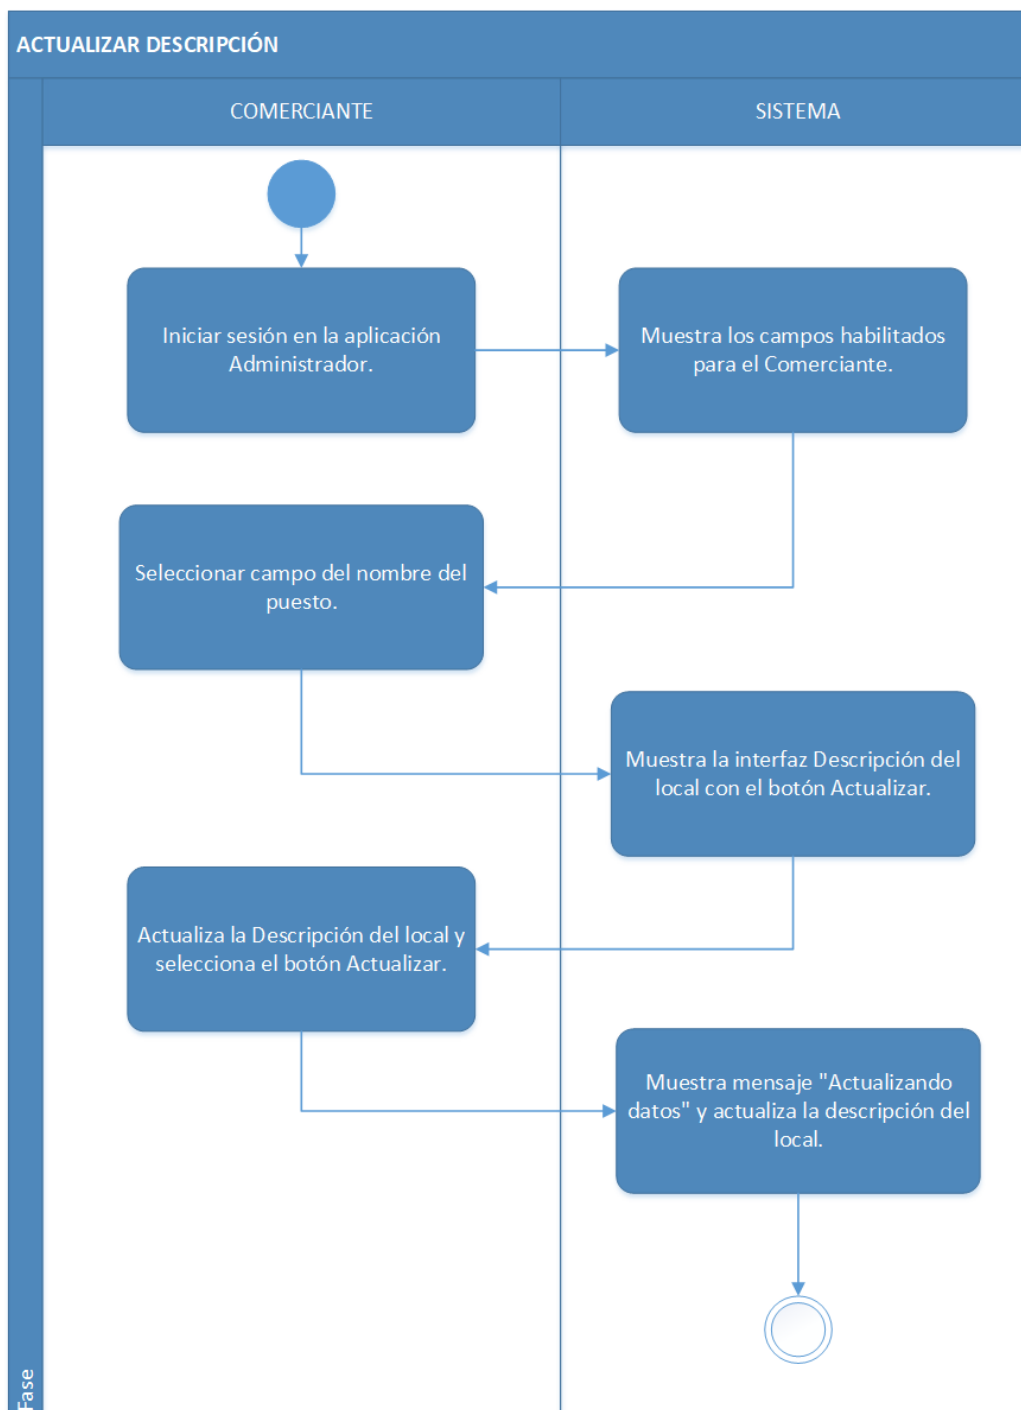 ACTUALIZAR DESCRIPCIÓN
COMERCIANTE
SISTEMA
Iniciar sesión en la aplicación
Administrador.
Muestra los campos habilitados
para el Comerciante.
Seleccionar campo del nombre del
puesto.
Muestra la interfaz Descripción del
local con el botón Actualizar.
Actualiza la Descripción del local y
selecciona el botón Actualizar.
Muestra mensaje "Actualizando
datos" y actualiza la descripción del
local.
Fase